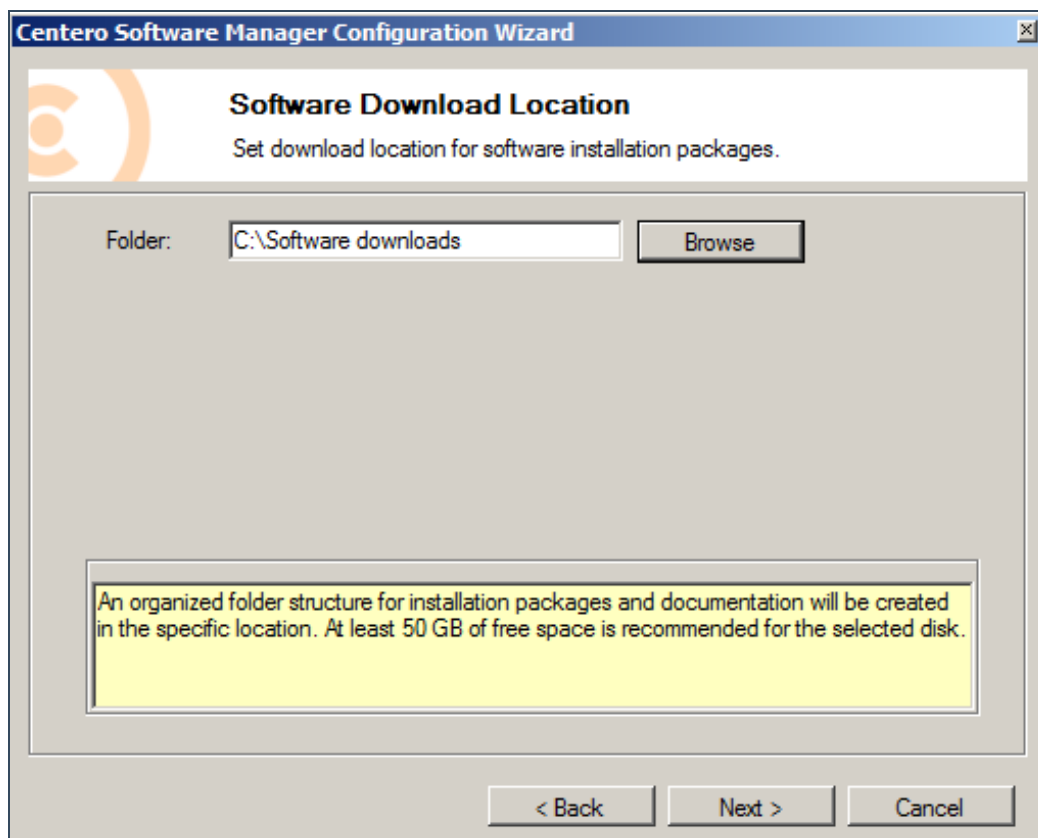 Centero Software Manager Configuration Wizard
Software Download Location
Set download location for software installation packages.
Folder: C:\Software downloads Browse
An organized folder structure for installation packages and documentation will be created
in the specific location. At least 50 GB of free space is recommended for the selected disk.
< Back Next > Cancel